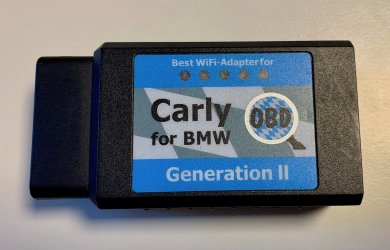 Best WiFi-Adapter for
Carly
for BMW
OBD
Generation II